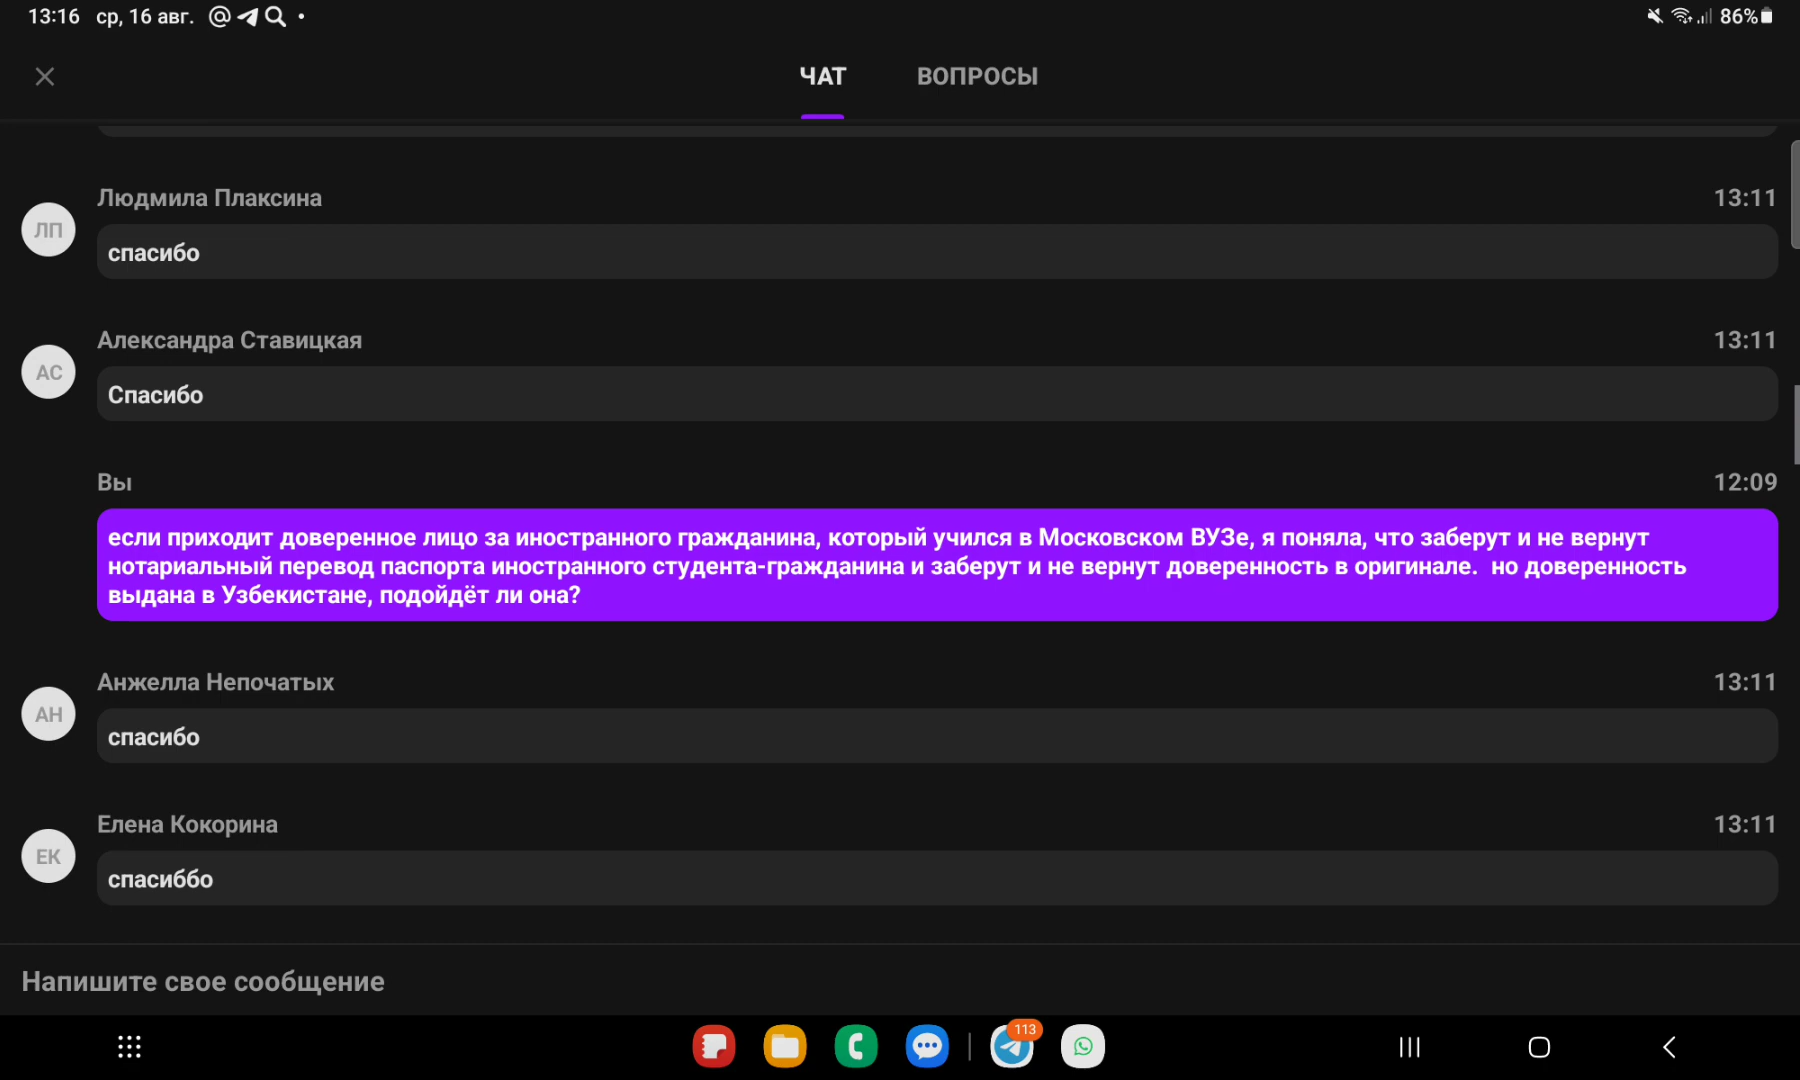 13:16 ср, 16 авг.
86%
ЧАТ ВОПРОСЫ
Людмила Плаксина 13:11
ЛП
спасибо
Александра Ставицкая 13:11
АС
Спасибо
Вы 12:09
если приходит доверенное лицо за иностранного гражданина, который учился в Московском ВУЗе, я поняла, что заберут и не вернут
нотариальный перевод паспорта иностранного студента-гражданина и заберут и не вернут доверенность в оригинале. но доверенность
выдана в Узбекистане, подойдёт ли она?
Анжелла Непочатых 13:11
АН
спасибо
Елена Кокорина 13:11
ЕК
спасиббо
Напишите свое сообщение
113